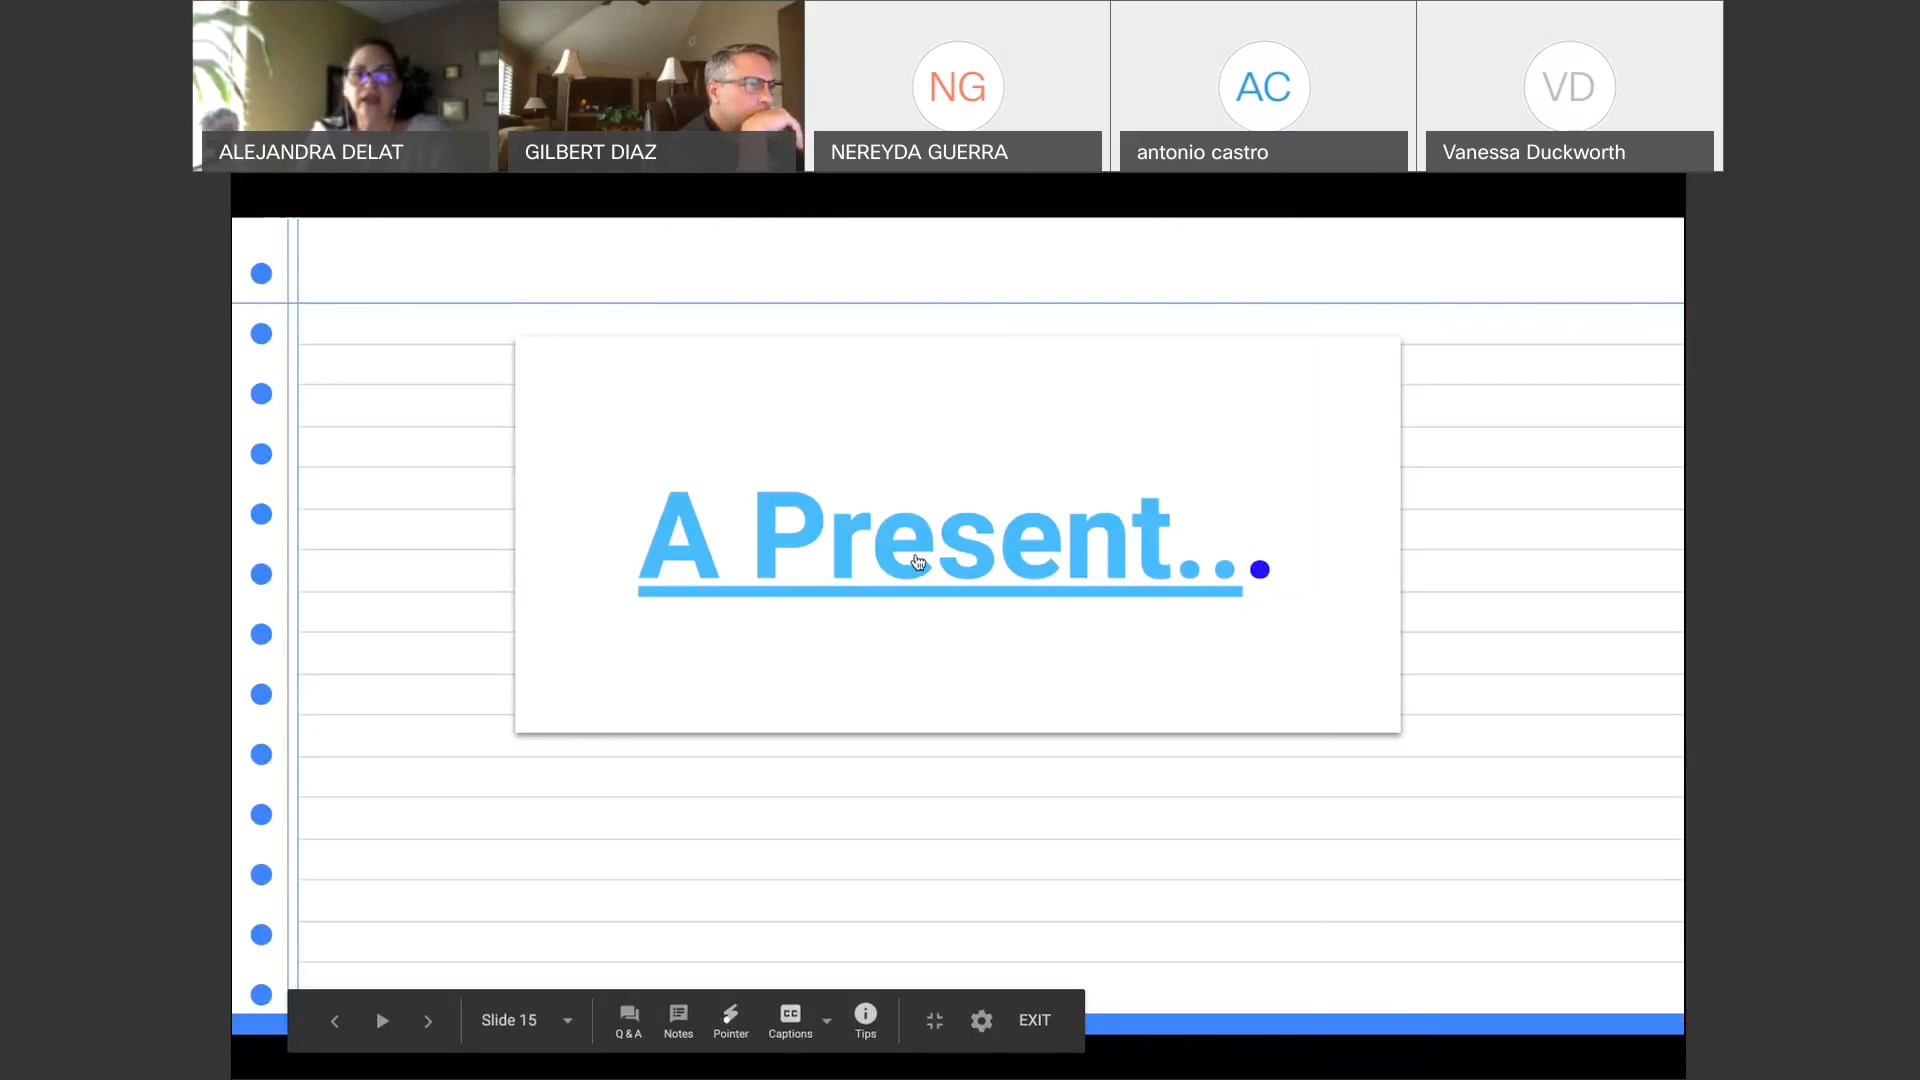 NG
AC
VD
ALEJANDRA DELAT
GILBERT DIAZ
NEREYDA GUERRA
antonio castro
Vanessa Duckworth
A Present...
Slide 15
Q & A
Notes
Pointer
CC
Captions
Tips
EXIT